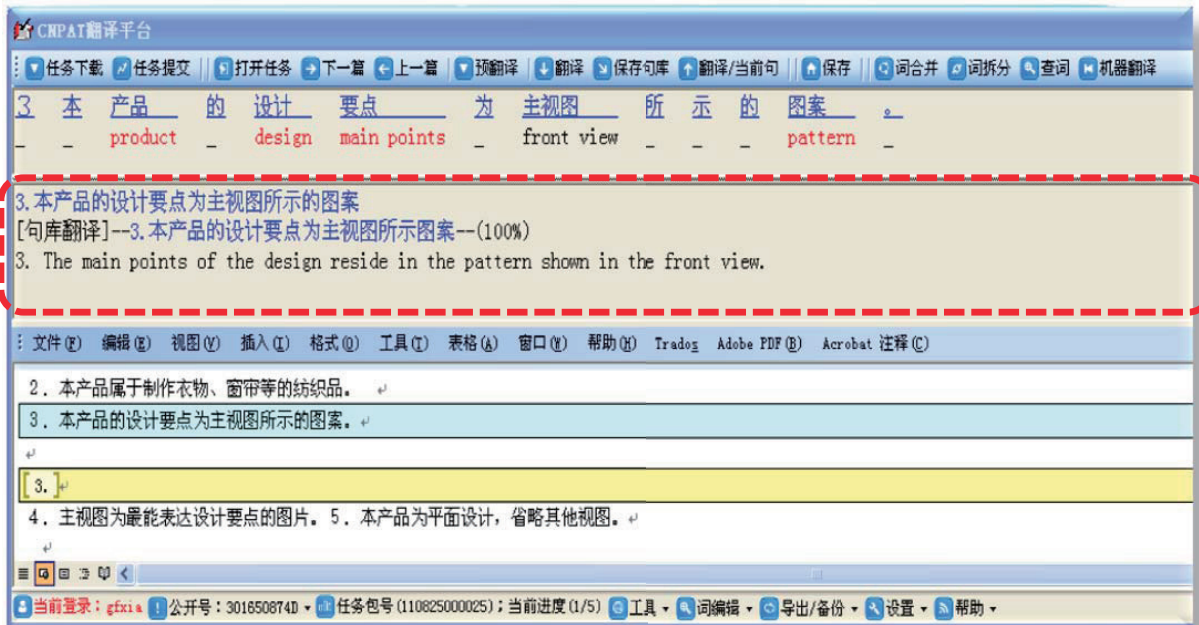 CNPAT翻译平台
任务下载 任务提交 打开任务 下一篇 上一篇 预翻译 翻译 保存句库 翻译/当前句 保存 词合并 词拆分 查词 机器翻译
3 本 产品 的 设计 要点 为 主视图 所 示 的 图案 。
_ _ product _ design main points _ front view _ _ _ pattern _
3.本产品的设计要点为主视图所示的图案
[句库翻译]--3.本产品的设计要点为主视图所示图案--(100%)
3. The main points of the design reside in the pattern shown in the front view.
文件(F) 编辑(E) 视图(V) 插入(I) 格式(O) 工具(T) 表格(A) 窗口(W) 帮助(H) Trados Adobe PDF(B) Acrobat 注释(C)
2. 本产品属于制作衣物、窗帘等的纺织品。
3. 本产品的设计要点为主视图所示的图案。
[3.]
4. 主视图为最能表达设计要点的图片。5. 本产品为平面设计，省略其他视图。
当前登录：gfxia 公开号：301650874D 任务包号(110825000025)；当前进度(1/5) 工具 词编辑 导出/备份 设置 帮助